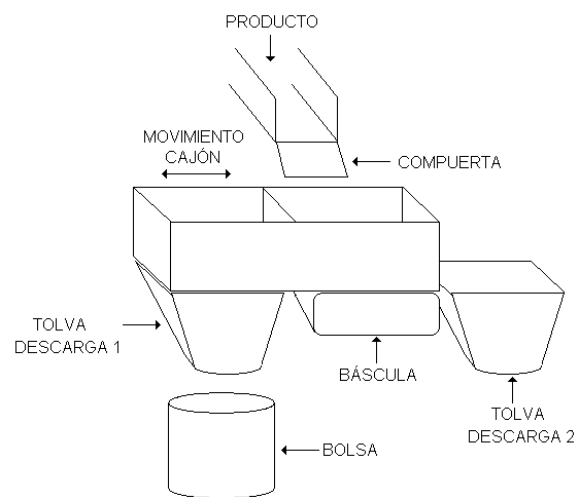 PRODUCTO
MOVIMIENTO
CAJÓN
COMPUERTA
TOLVA
DESCARGA 1
BÁSCULA
TOLVA
DESCARGA 2
BOLSA